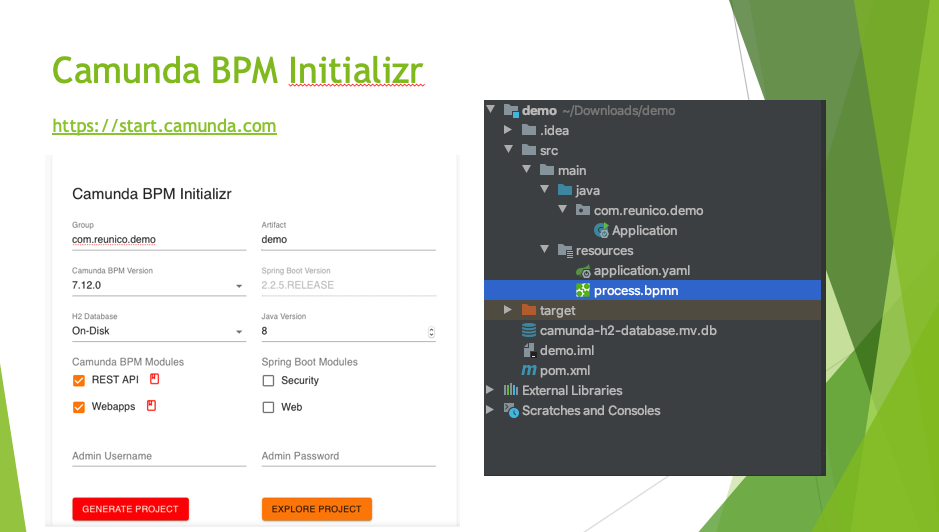 Camunda BPM Initializr
https://start.camunda.com
Camunda BPM Initializr
Group
Artifact
com.reunico.demo
demo
Camunda BPM Version
Spring Boot Version
7.12.0
2.2.5.RELEASE
H2 Database
Java Version
On-Disk
8
Camunda BPM Modules
Spring Boot Modules
REST API
Security
Webapps
Web
Admin Username
Admin Password
GENERATE PROJECT
EXPLORE PROJECT
demo ~/Downloads/demo
.idea
src
main
java
com.reunico.demo
Application
resources
application.yaml
process.bpmn
target
camunda-h2-database.mv.db
demo.iml
pom.xml
External Libraries
Scratches and Consoles